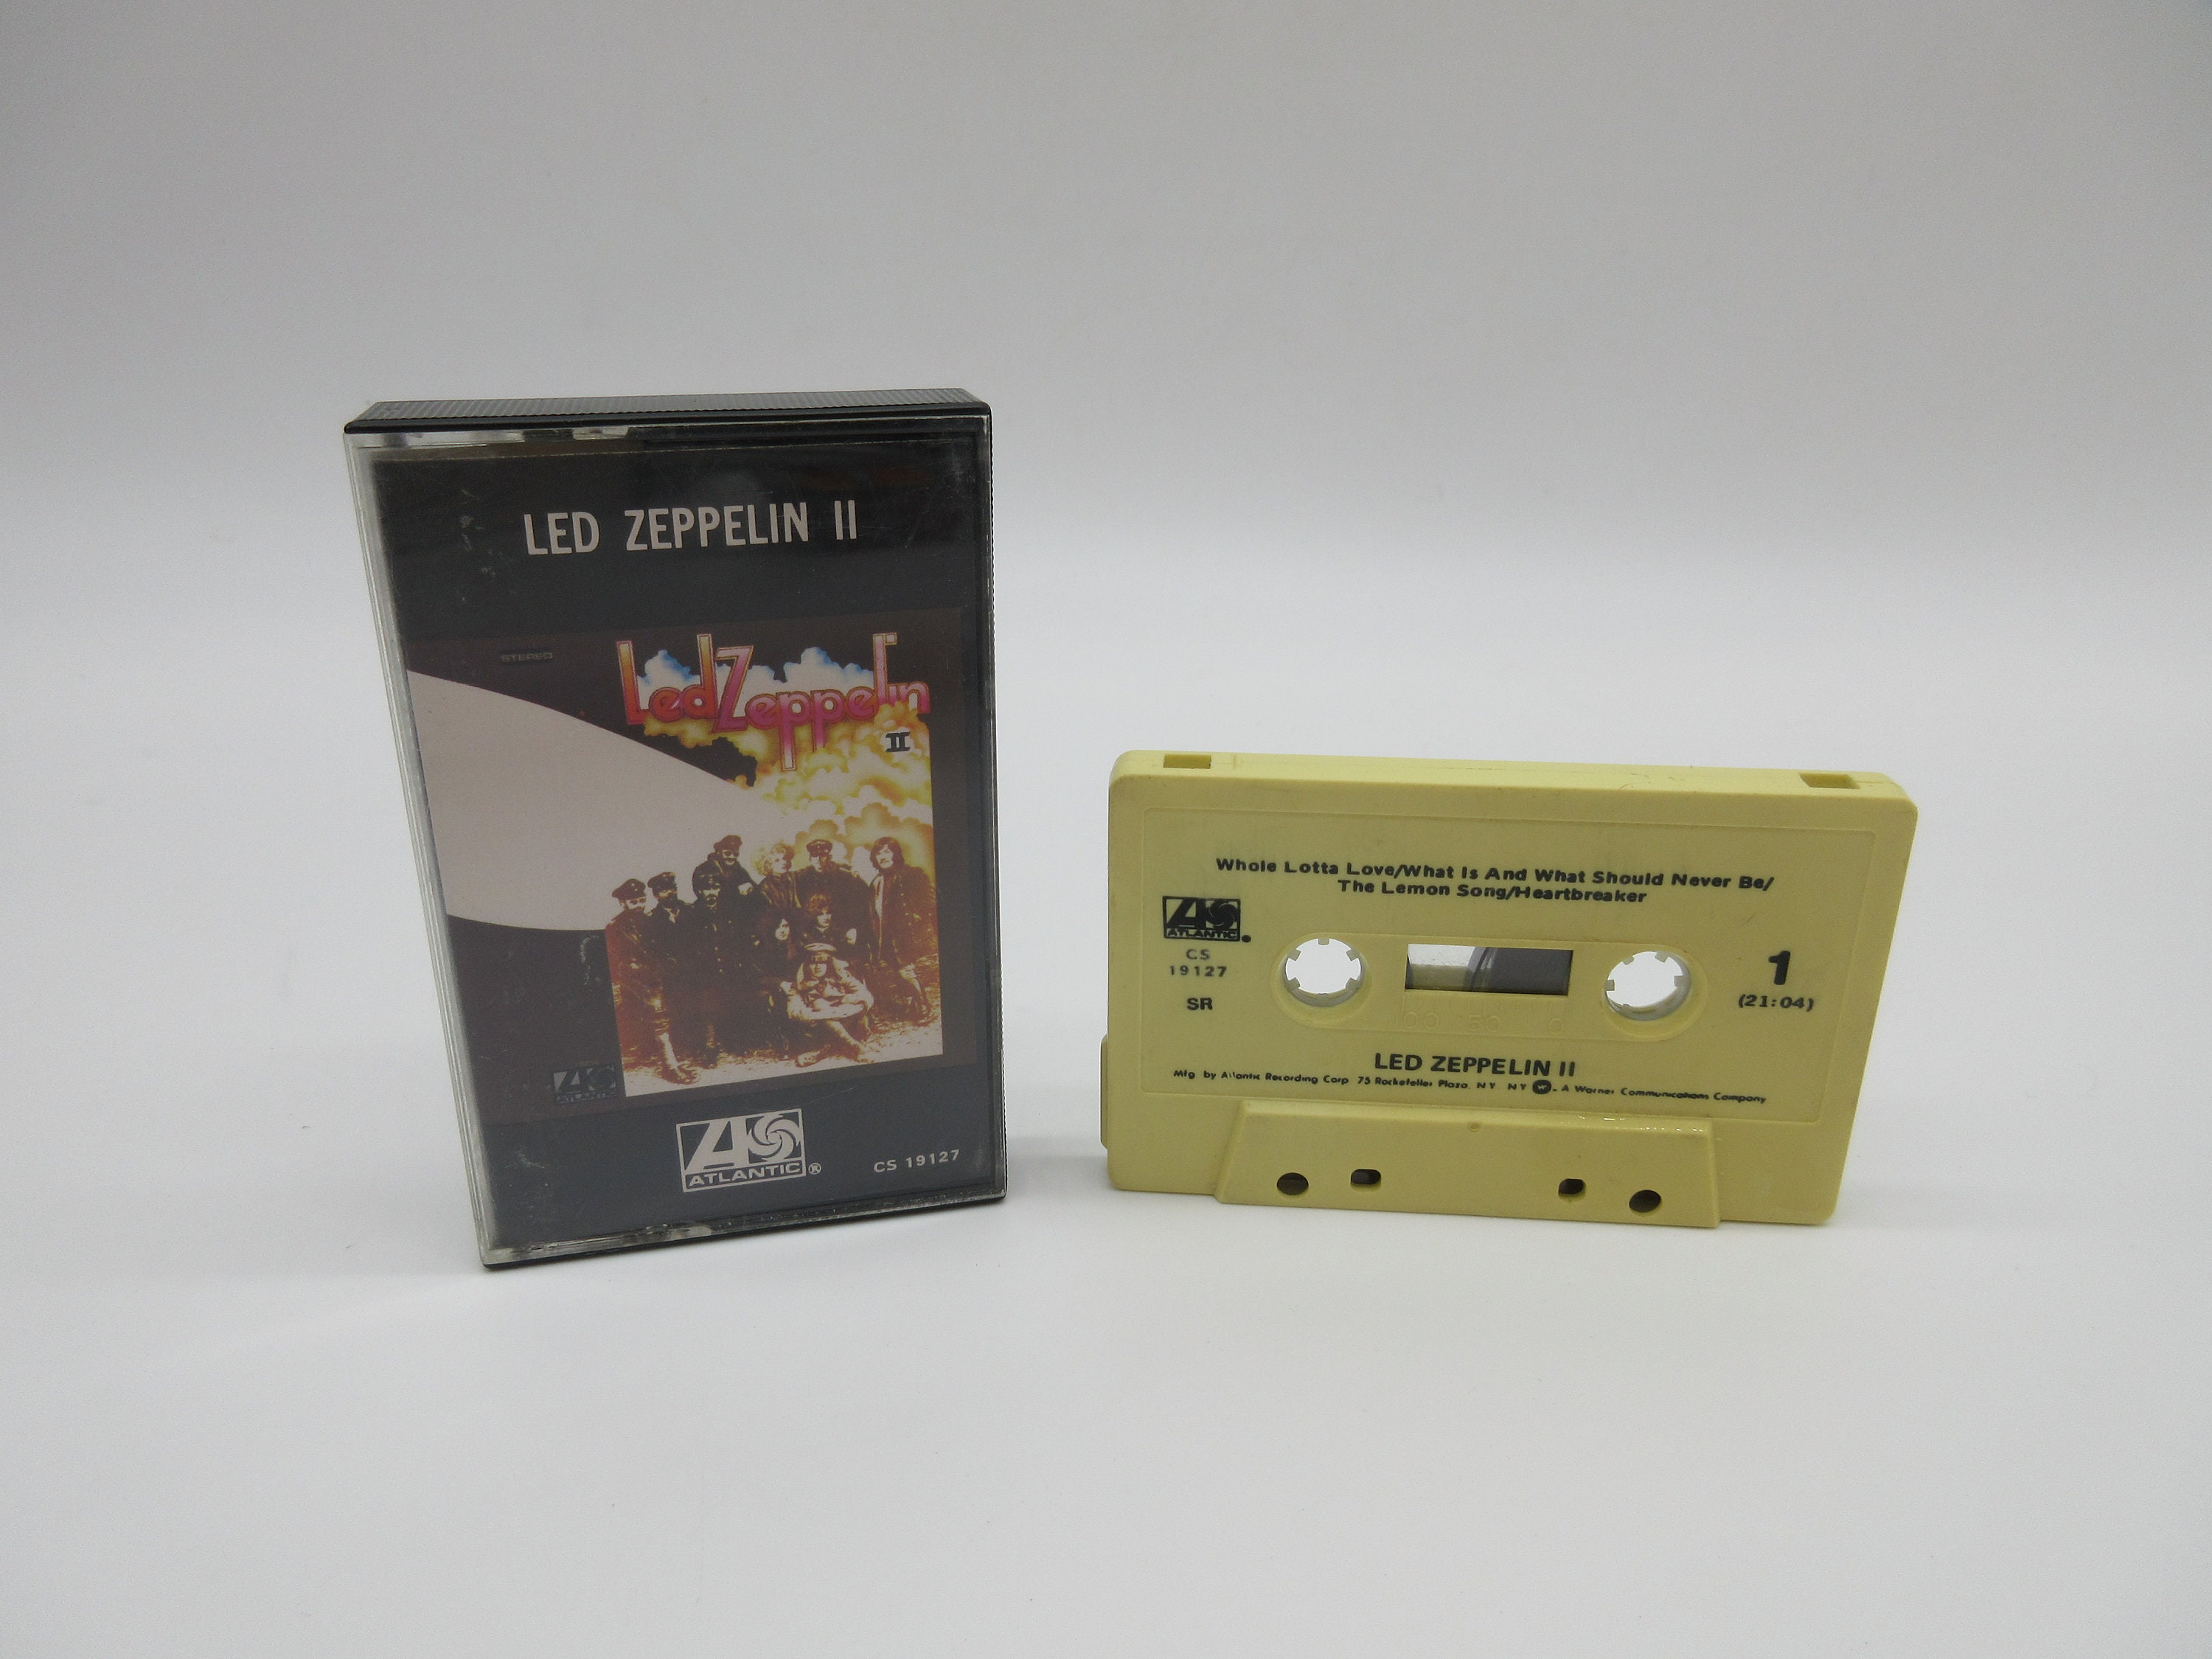 LED ZEPPELIN II
STEREO
Led Zeppelin
II
ATLANTIC
ATLANTIC®
CS 19127
Whole Lotta Love/What Is And What Should Never Be/
The Lemon Song/Heartbreaker
ATLANTIC
CS
19127
SR
1
(21:04)
LED ZEPPELIN II
Mfg. by Atlantic Recording Corp. 75 Rockefeller Plaza, N.Y. N.Y. A Warner Communications Company